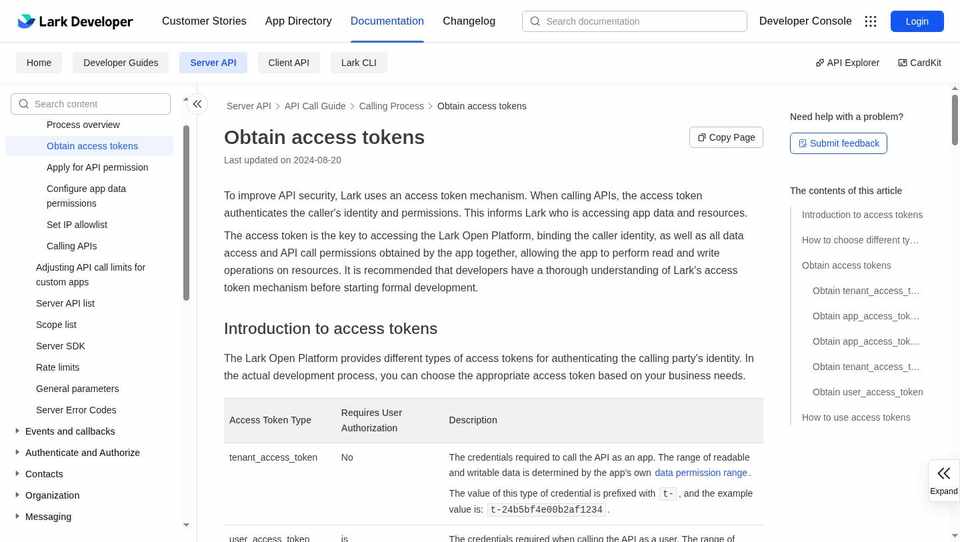 Lark Developer
Customer Stories
App Directory
Documentation
Changelog
Search documentation
Developer Console
Login
Home
Developer Guides
Server API
Client API
Lark CLI
API Explorer
CardKit
Search content
Process overview
Obtain access tokens
Apply for API permission
Configure app data
permissions
Set IP allowlist
Calling APIs
Adjusting API call limits for
custom apps
Server API list
Scope list
Server SDK
Rate limits
General parameters
Server Error Codes
Events and callbacks
Authenticate and Authorize
Contacts
Organization
Messaging
Server API > API Call Guide > Calling Process > Obtain access tokens
Obtain access tokens
Copy Page
Last updated on 2024-08-20
To improve API security, Lark uses an access token mechanism. When calling APIs, the access token
authenticates the caller's identity and permissions. This informs Lark who is accessing app data and resources.
The access token is the key to accessing the Lark Open Platform, binding the caller identity, as well as all data
access and API call permissions obtained by the app together, allowing the app to perform read and write
operations on resources. It is recommended that developers have a thorough understanding of Lark's access
token mechanism before starting formal development.
Introduction to access tokens
The Lark Open Platform provides different types of access tokens for authenticating the calling party's identity. In
the actual development process, you can choose the appropriate access token based on your business needs.
Access Token Type
Requires User
Authorization
Description
tenant_access_token
No
The credentials required to call the API as an app. The range of readable
and writable data is determined by the app's own data permission range.
The value of this type of credential is prefixed with t- , and the example
value is: t-24b5bf4e00b2af1234 .
user_access_token
is
The credentials required when calling the API as a user. The range of
Need help with a problem?
Submit feedback
The contents of this article
Introduction to access tokens
How to choose different ty...
Obtain access tokens
Obtain tenant_access_t...
Obtain app_access_tok...
Obtain app_access_tok...
Obtain tenant_access_t...
Obtain user_access_token
How to use access tokens
Expand